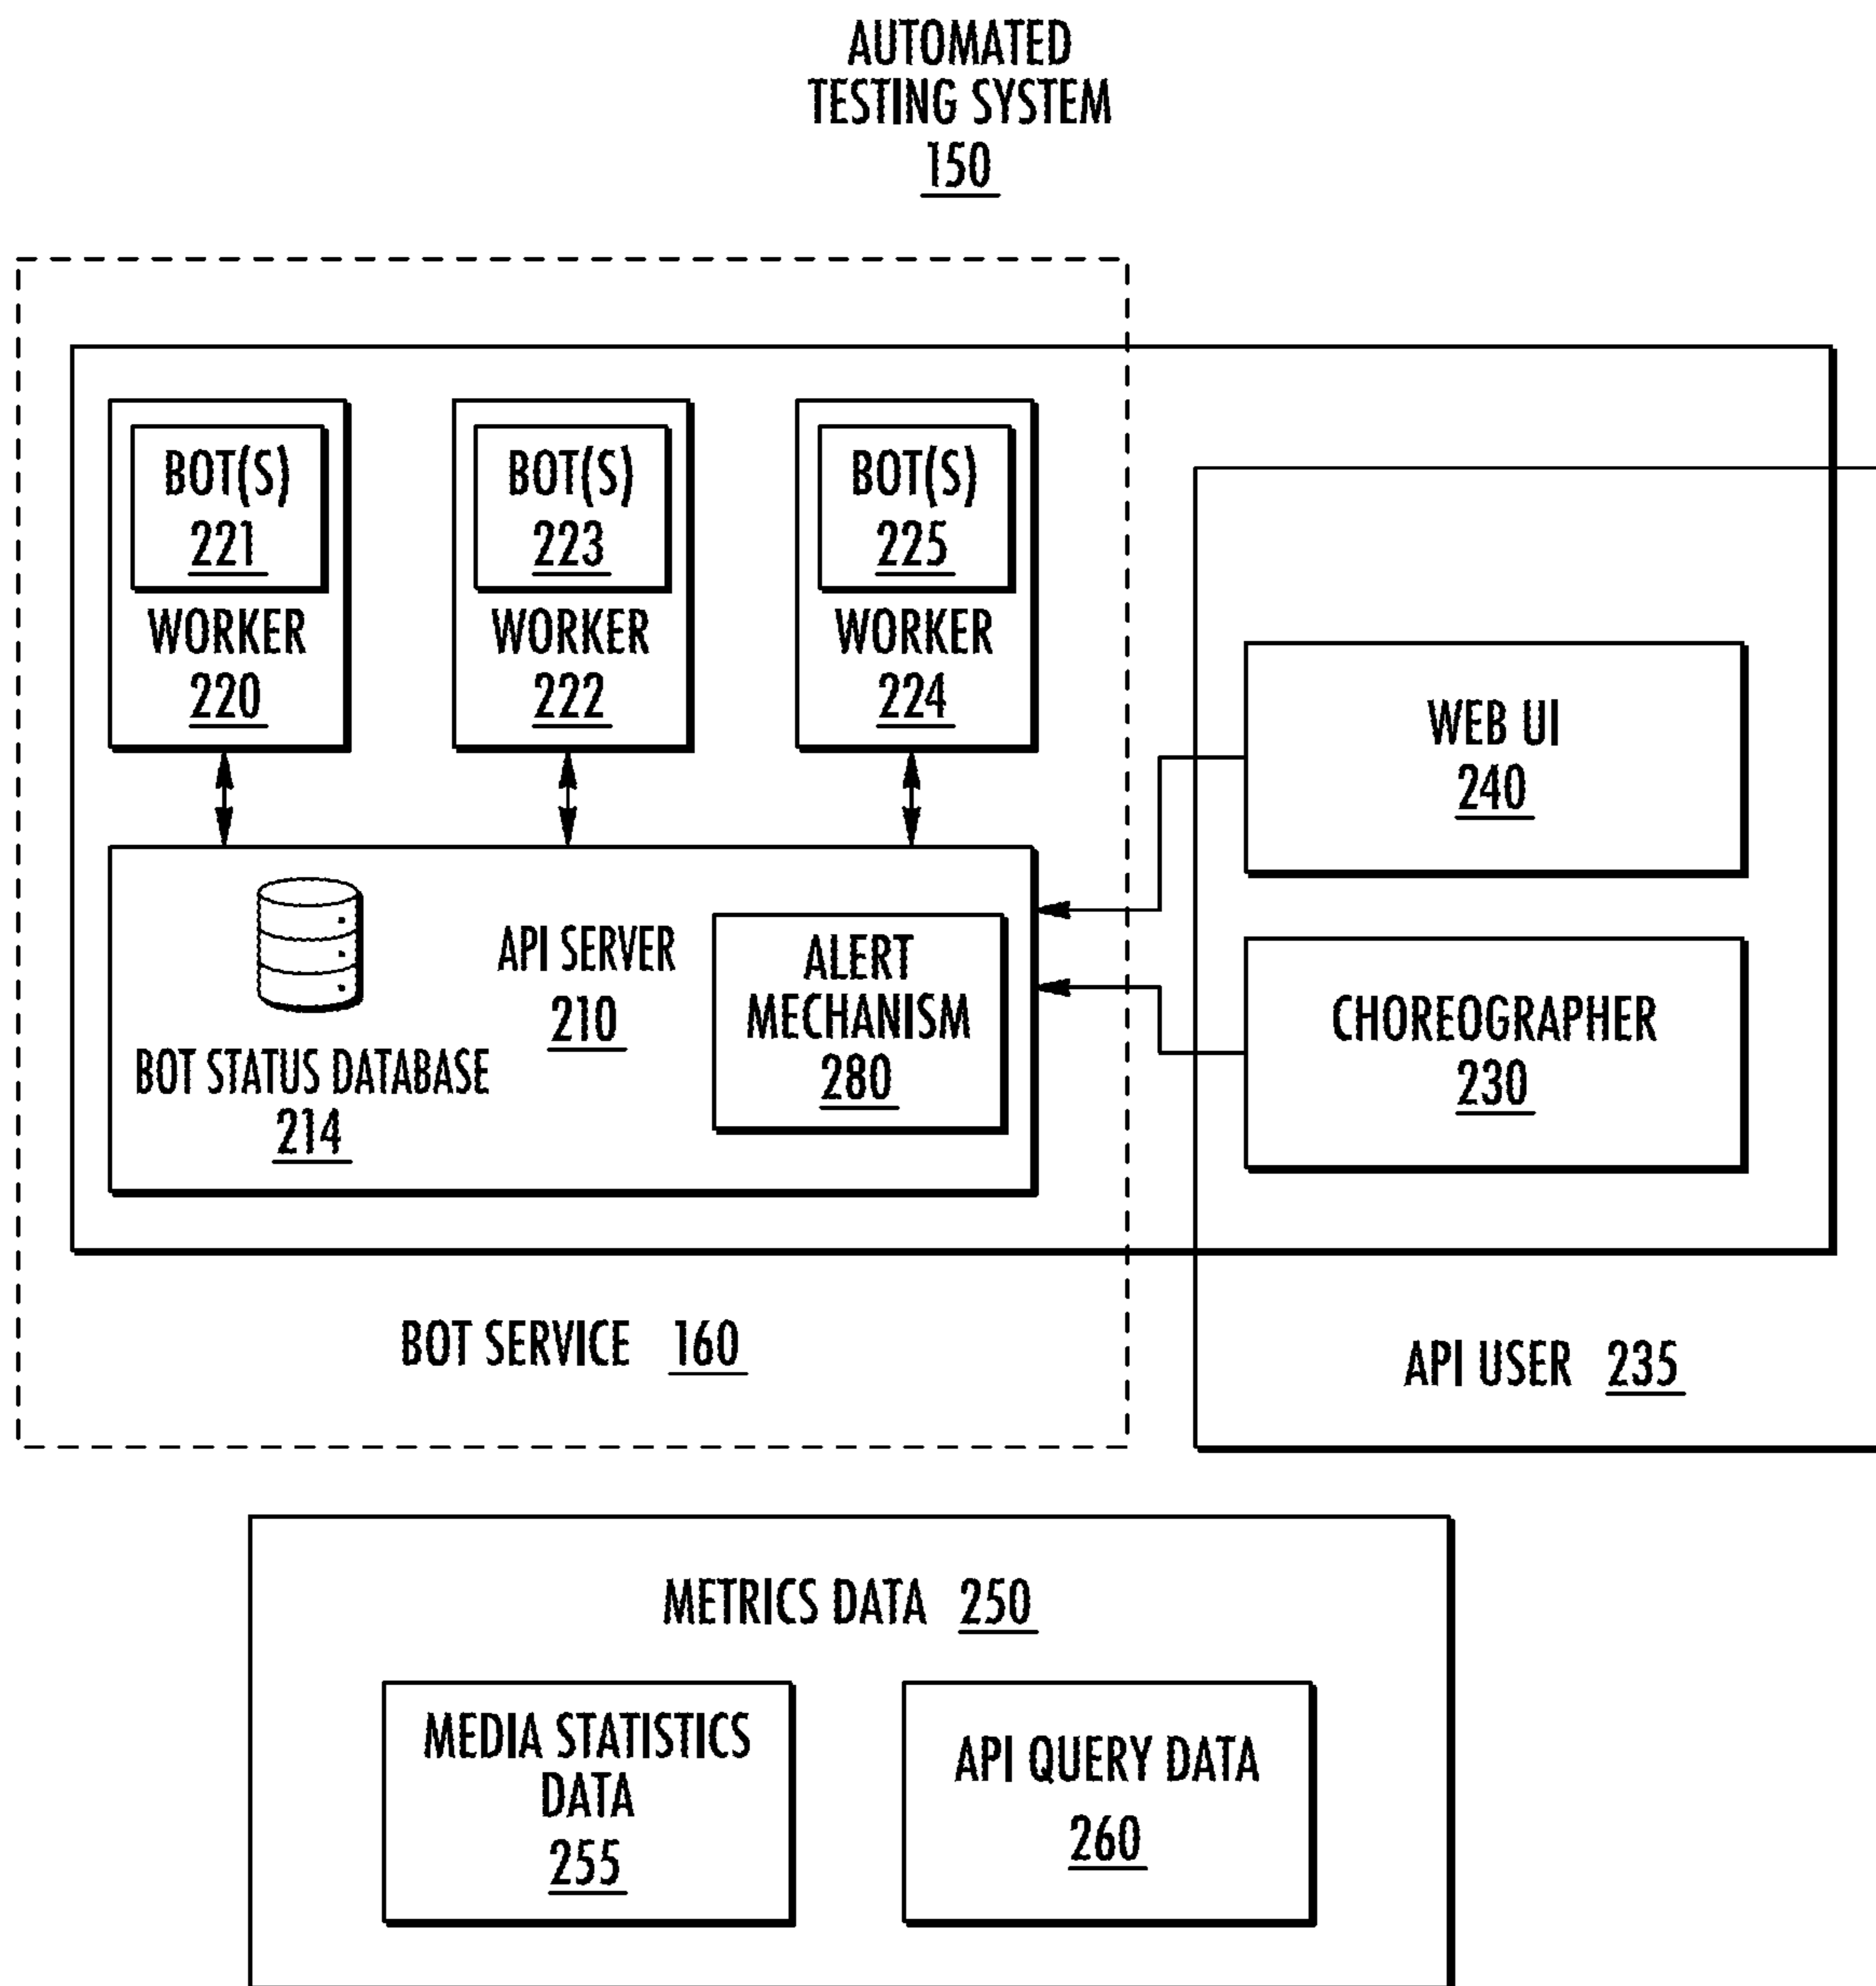 AUTOMATED
TESTING SYSTEM
150
BOT(S)
221
WORKER
220
BOT(S)
223
WORKER
222
BOT(S)
225
WORKER
224
WEB UI
240
BOT STATUS DATABASE
214
API SERVER
210
ALERT
MECHANISM
280
CHOREOGRAPHER
230
BOT SERVICE 160
API USER 235
METRICS DATA 250
MEDIA STATISTICS
DATA
255
API QUERY DATA
260